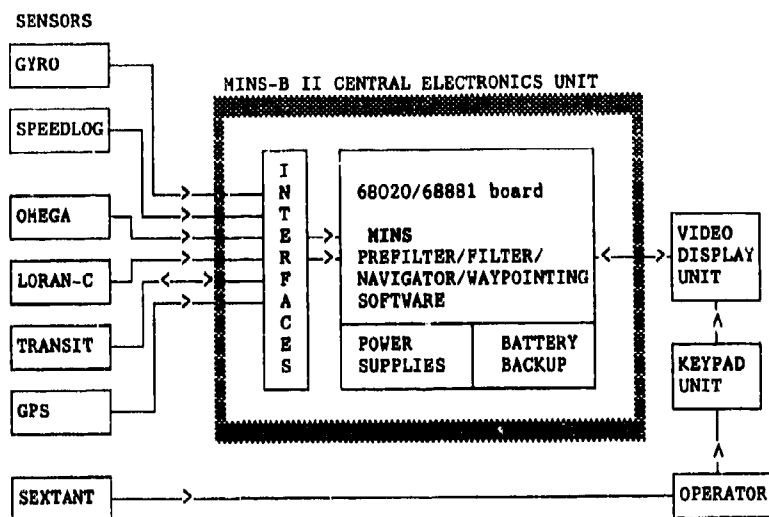 SENSORS
GYRO
SPEEDLOG
OMEGA
LORAN-C
TRANSIT
GPS
SEXTANT
MINS-B II CENTRAL ELECTRONICS UNIT
INTERFACES
68020/68881 board
MINS
PREFILTER/FILTER/
NAVIGATOR/WAYPOINTING
SOFTWARE
POWER
SUPPLIES
BATTERY
BACKUP
VIDEO
DISPLAY
UNIT
KEYPAD
UNIT
OPERATOR